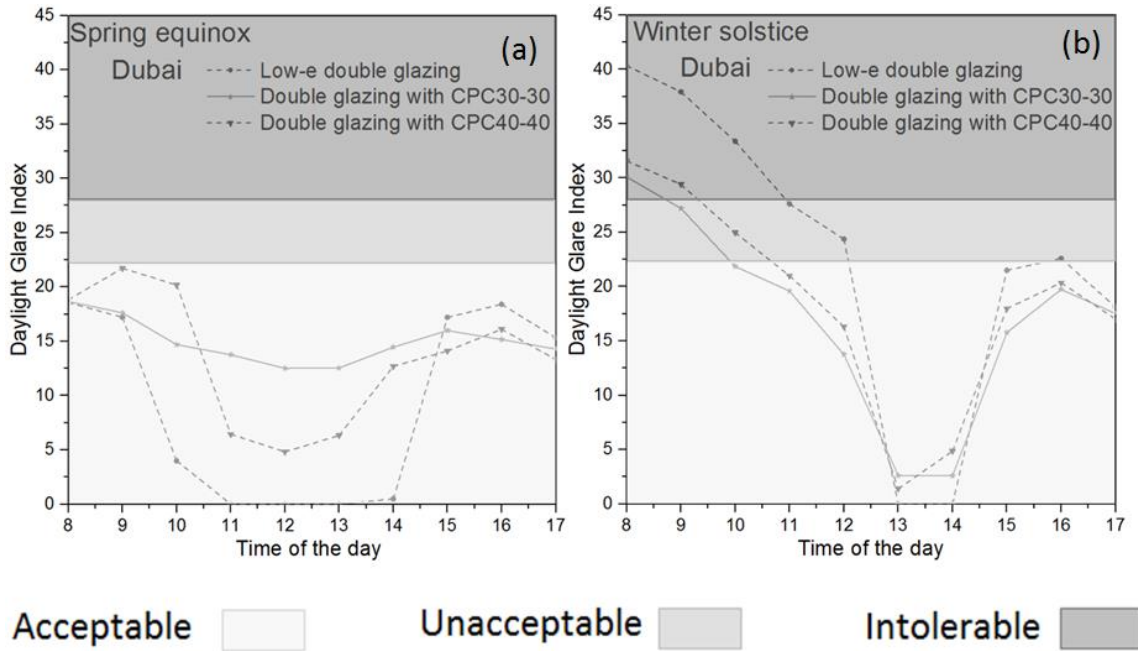 Spring equinox
(a)
Dubai
Low-e double glazing
Double glazing with CPC30-30
Double glazing with CPC40-40
Daylight Glare Index
45
40
35
30
25
20
15
10
5
0
8 9 10 11 12 13 14 15 16 17
Time of the day
Winter solstice
(b)
Dubai
Low-e double glazing
Double glazing with CPC30-30
Double glazing with CPC40-40
Daylight Glare Index
45
40
35
30
25
20
15
10
5
0
8 9 10 11 12 13 14 15 16 17
Time of the day
Acceptable Unacceptable Intolerable